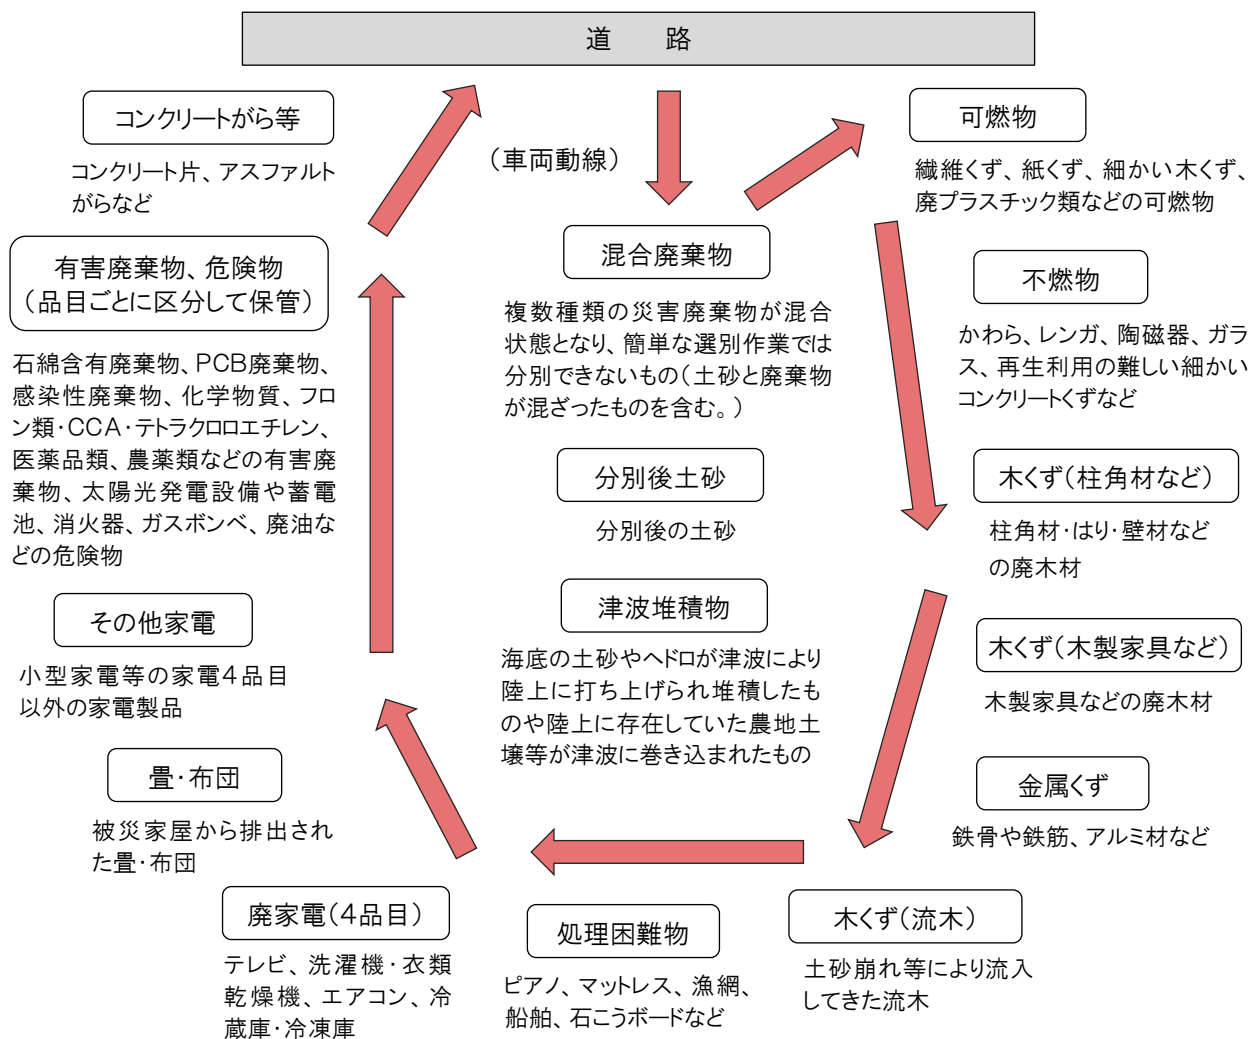 道　　路
コンクリートがら等
コンクリート片、アスファルト
がらなど
(車両動線)
可燃物
繊維くず、紙くず、細かい木くず、
廃プラスチック類などの可燃物
有害廃棄物、危険物
(品目ごとに区分して保管)
石綿含有廃棄物、PCB廃棄物、
感染性廃棄物、化学物質、フロ
ン類・CCA・テトラクロロエチレン、
医薬品類、農薬類などの有害廃
棄物、太陽光発電設備や蓄電
池、消火器、ガスボンベ、廃油な
どの危険物
混合廃棄物
複数種類の災害廃棄物が混合
状態となり、簡単な選別作業では
分別できないもの(土砂と廃棄物
が混ざったものを含む。)
不燃物
かわら、レンガ、陶磁器、ガラ
ス、再生利用の難しい細かい
コンクリートくずなど
分別後土砂
分別後の土砂
木くず(柱角材など)
柱角材・はり・壁材など
の廃木材
その他家電
小型家電等の家電4品目
以外の家電製品
津波堆積物
海底の土砂やヘドロが津波により
陸上に打ち上げられ堆積したも
のや陸上に存在していた農地土
壌等が津波に巻き込まれたもの
木くず(木製家具など)
木製家具などの廃木材
畳・布団
被災家屋から排出され
た畳・布団
金属くず
鉄骨や鉄筋、アルミ材など
廃家電(4品目)
テレビ、洗濯機・衣類
乾燥機、エアコン、冷
蔵庫・冷凍庫
処理困難物
ピアノ、マットレス、漁網、
船舶、石こうボードなど
木くず(流木)
土砂崩れ等により流入
してきた流木